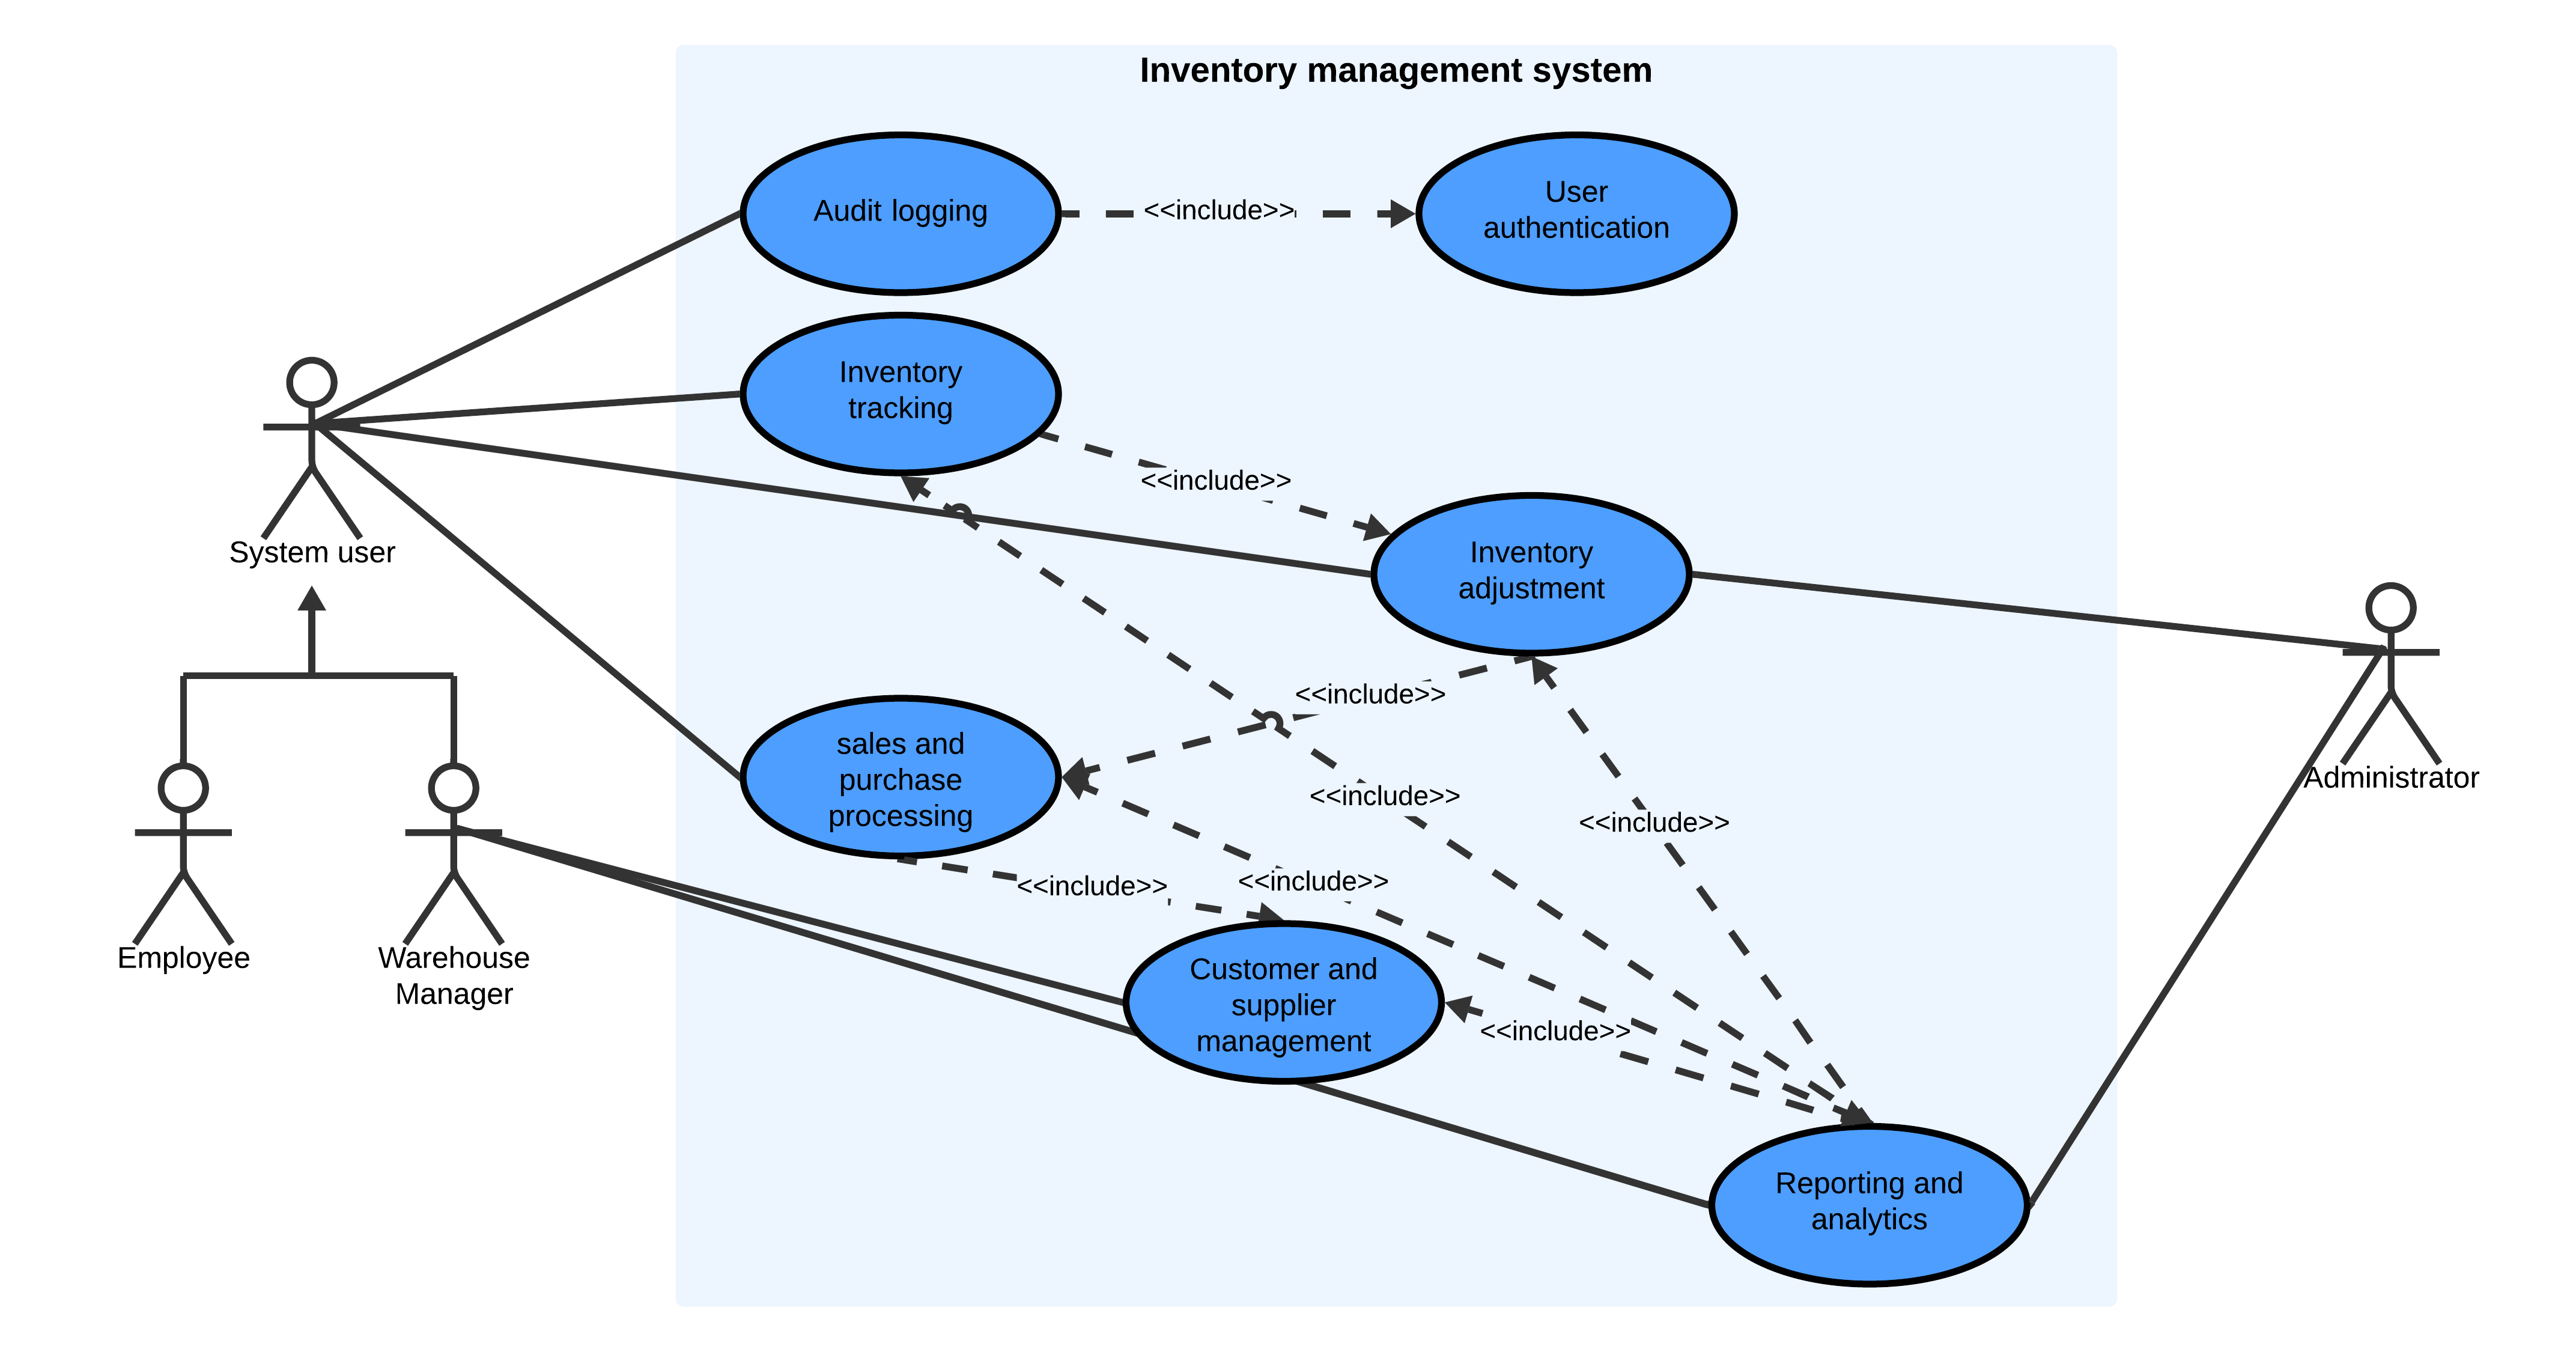 Inventory management system
Audit logging
<<include>>
User
authentication
Inventory
tracking
<<include>>
System user
Inventory
adjustment
<<include>>
sales and
purchase
processing
<<include>>
<<include>>
Administrator
<<include>>
<<include>>
Employee
Warehouse
Manager
Customer and
supplier
management
<<include>>
Reporting and
analytics